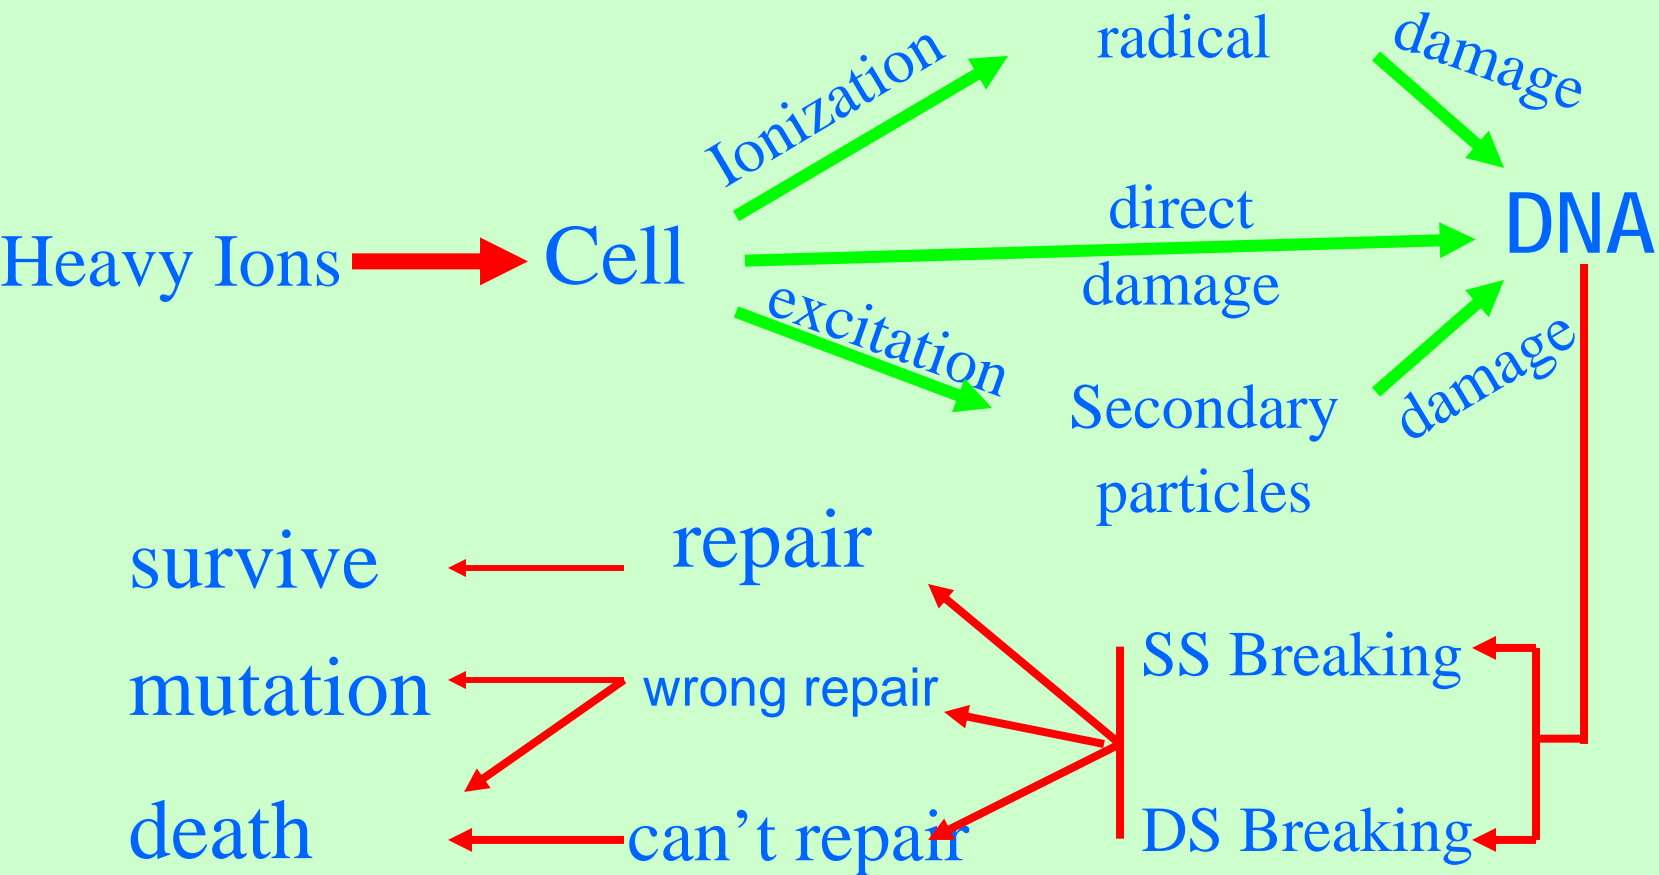 radical
damage
Ionization
direct
DNA
Heavy Ions
Cell
damage
excitation
damage
Secondary
particles
repair
survive
SS Breaking
wrong repair
mutation
DS Breaking
can’t repair
death